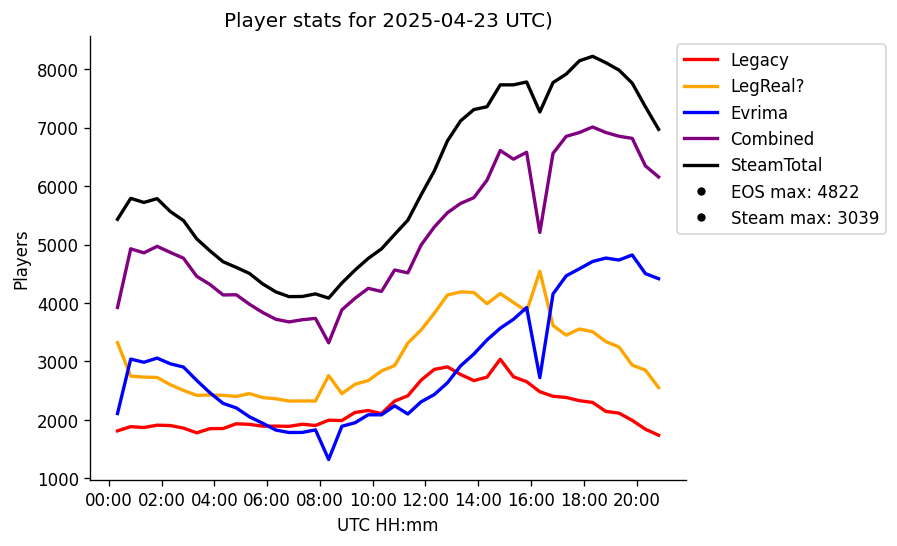 Player stats for 2025-04-23 UTC)
Legacy
LegReal?
Evrima
Combined
SteamTotal
EOS max: 4822
Steam max: 3039
8000
7000
6000
5000
4000
3000
2000
1000
Players
00:00 02:00 04:00 06:00 08:00 10:00 12:00 14:00 16:00 18:00 20:00
UTC HH:mm